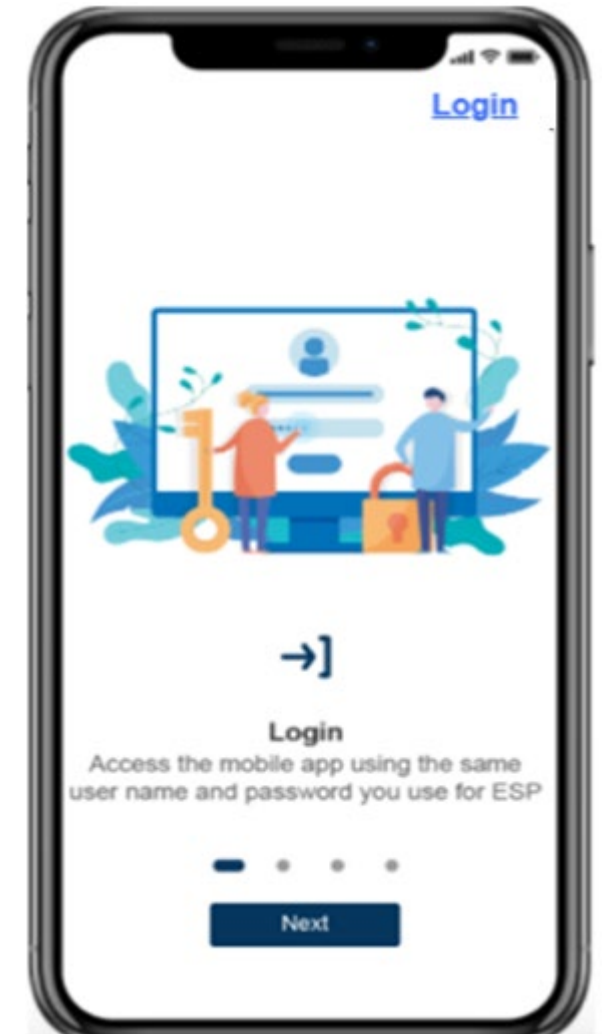 Login
Login
Access the mobile app using the same
user name and password you use for ESP
Next